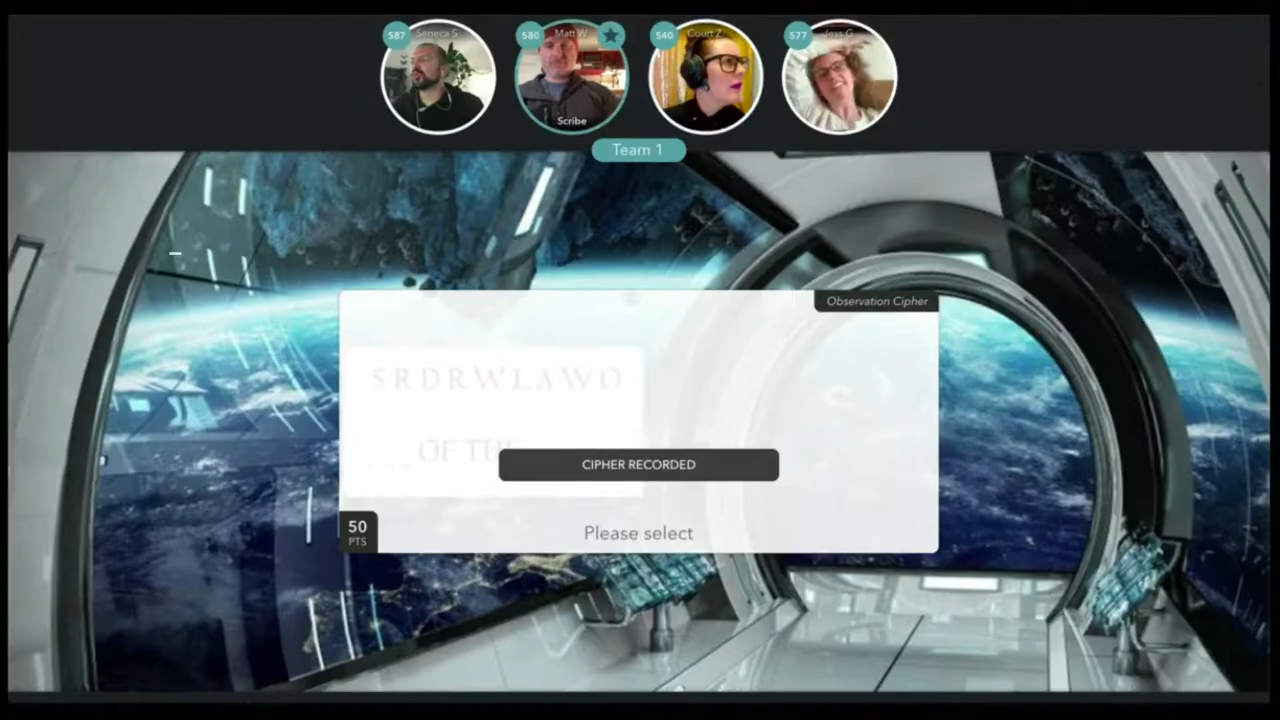 587 Seneca S
580 Matt W
540 Court Z
577 Jess G
Scribe
Team 1
Observation Cipher
SRDRWLAWD
OF THE
CIPHER RECORDED
50
PTS
Please select